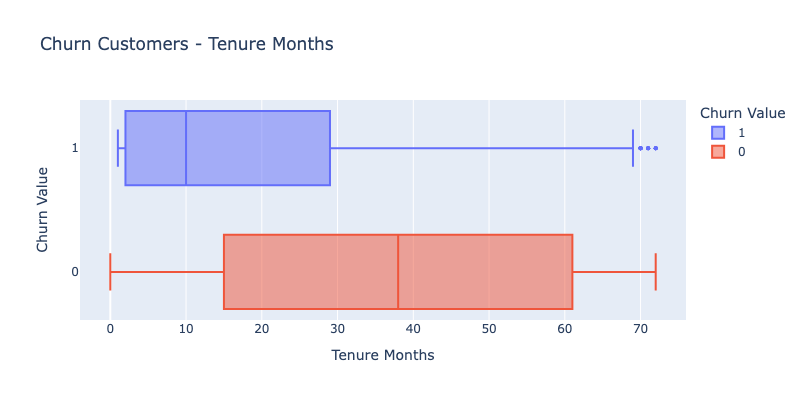 Churn Customers - Tenure Months
Churn Value
1
0
Churn Value
1
0
0 10 20 30 40 50 60 70
Tenure Months